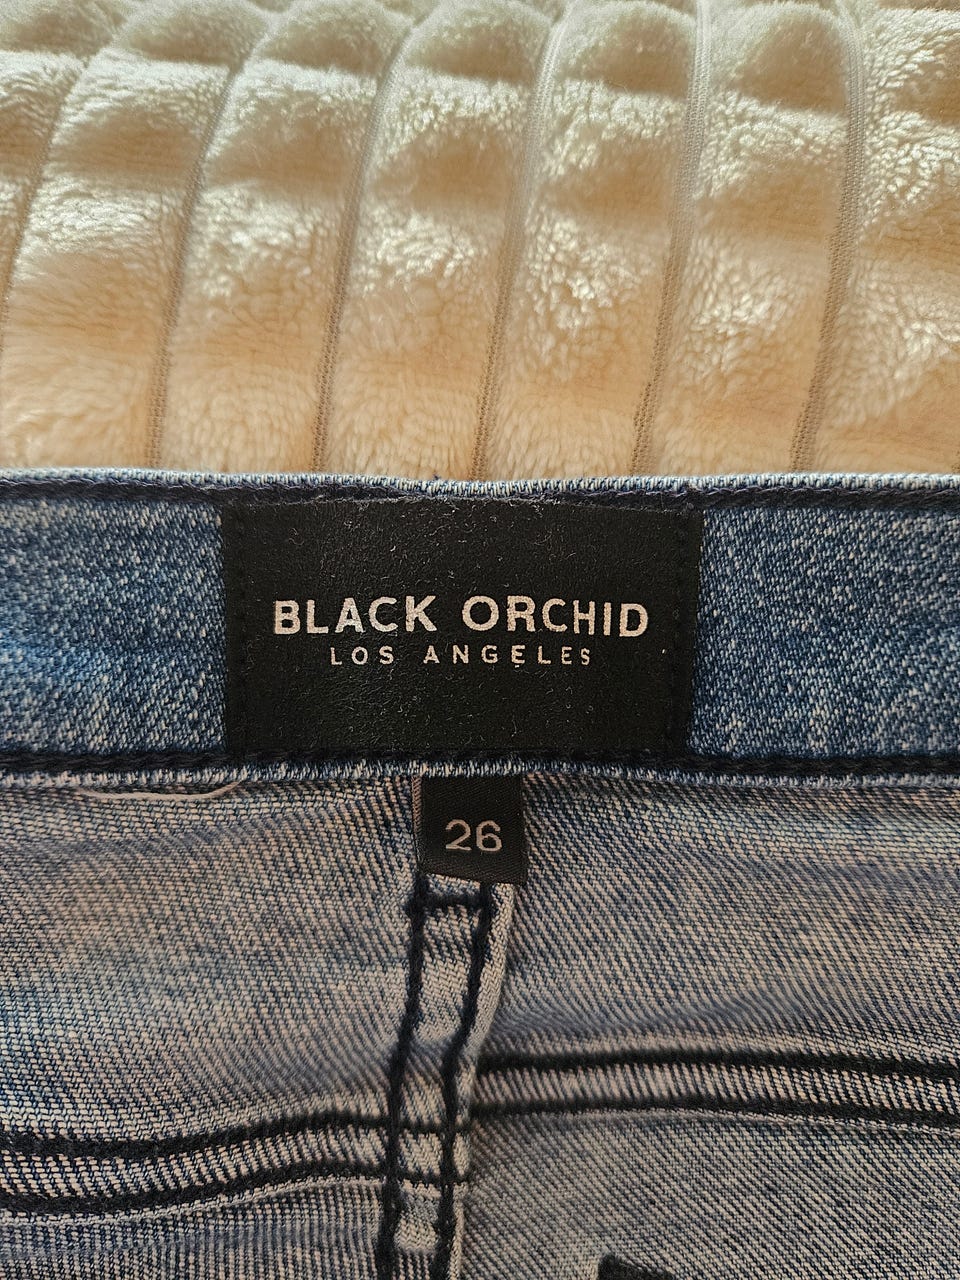 BLACK ORCHID
LOS ANGELES
26